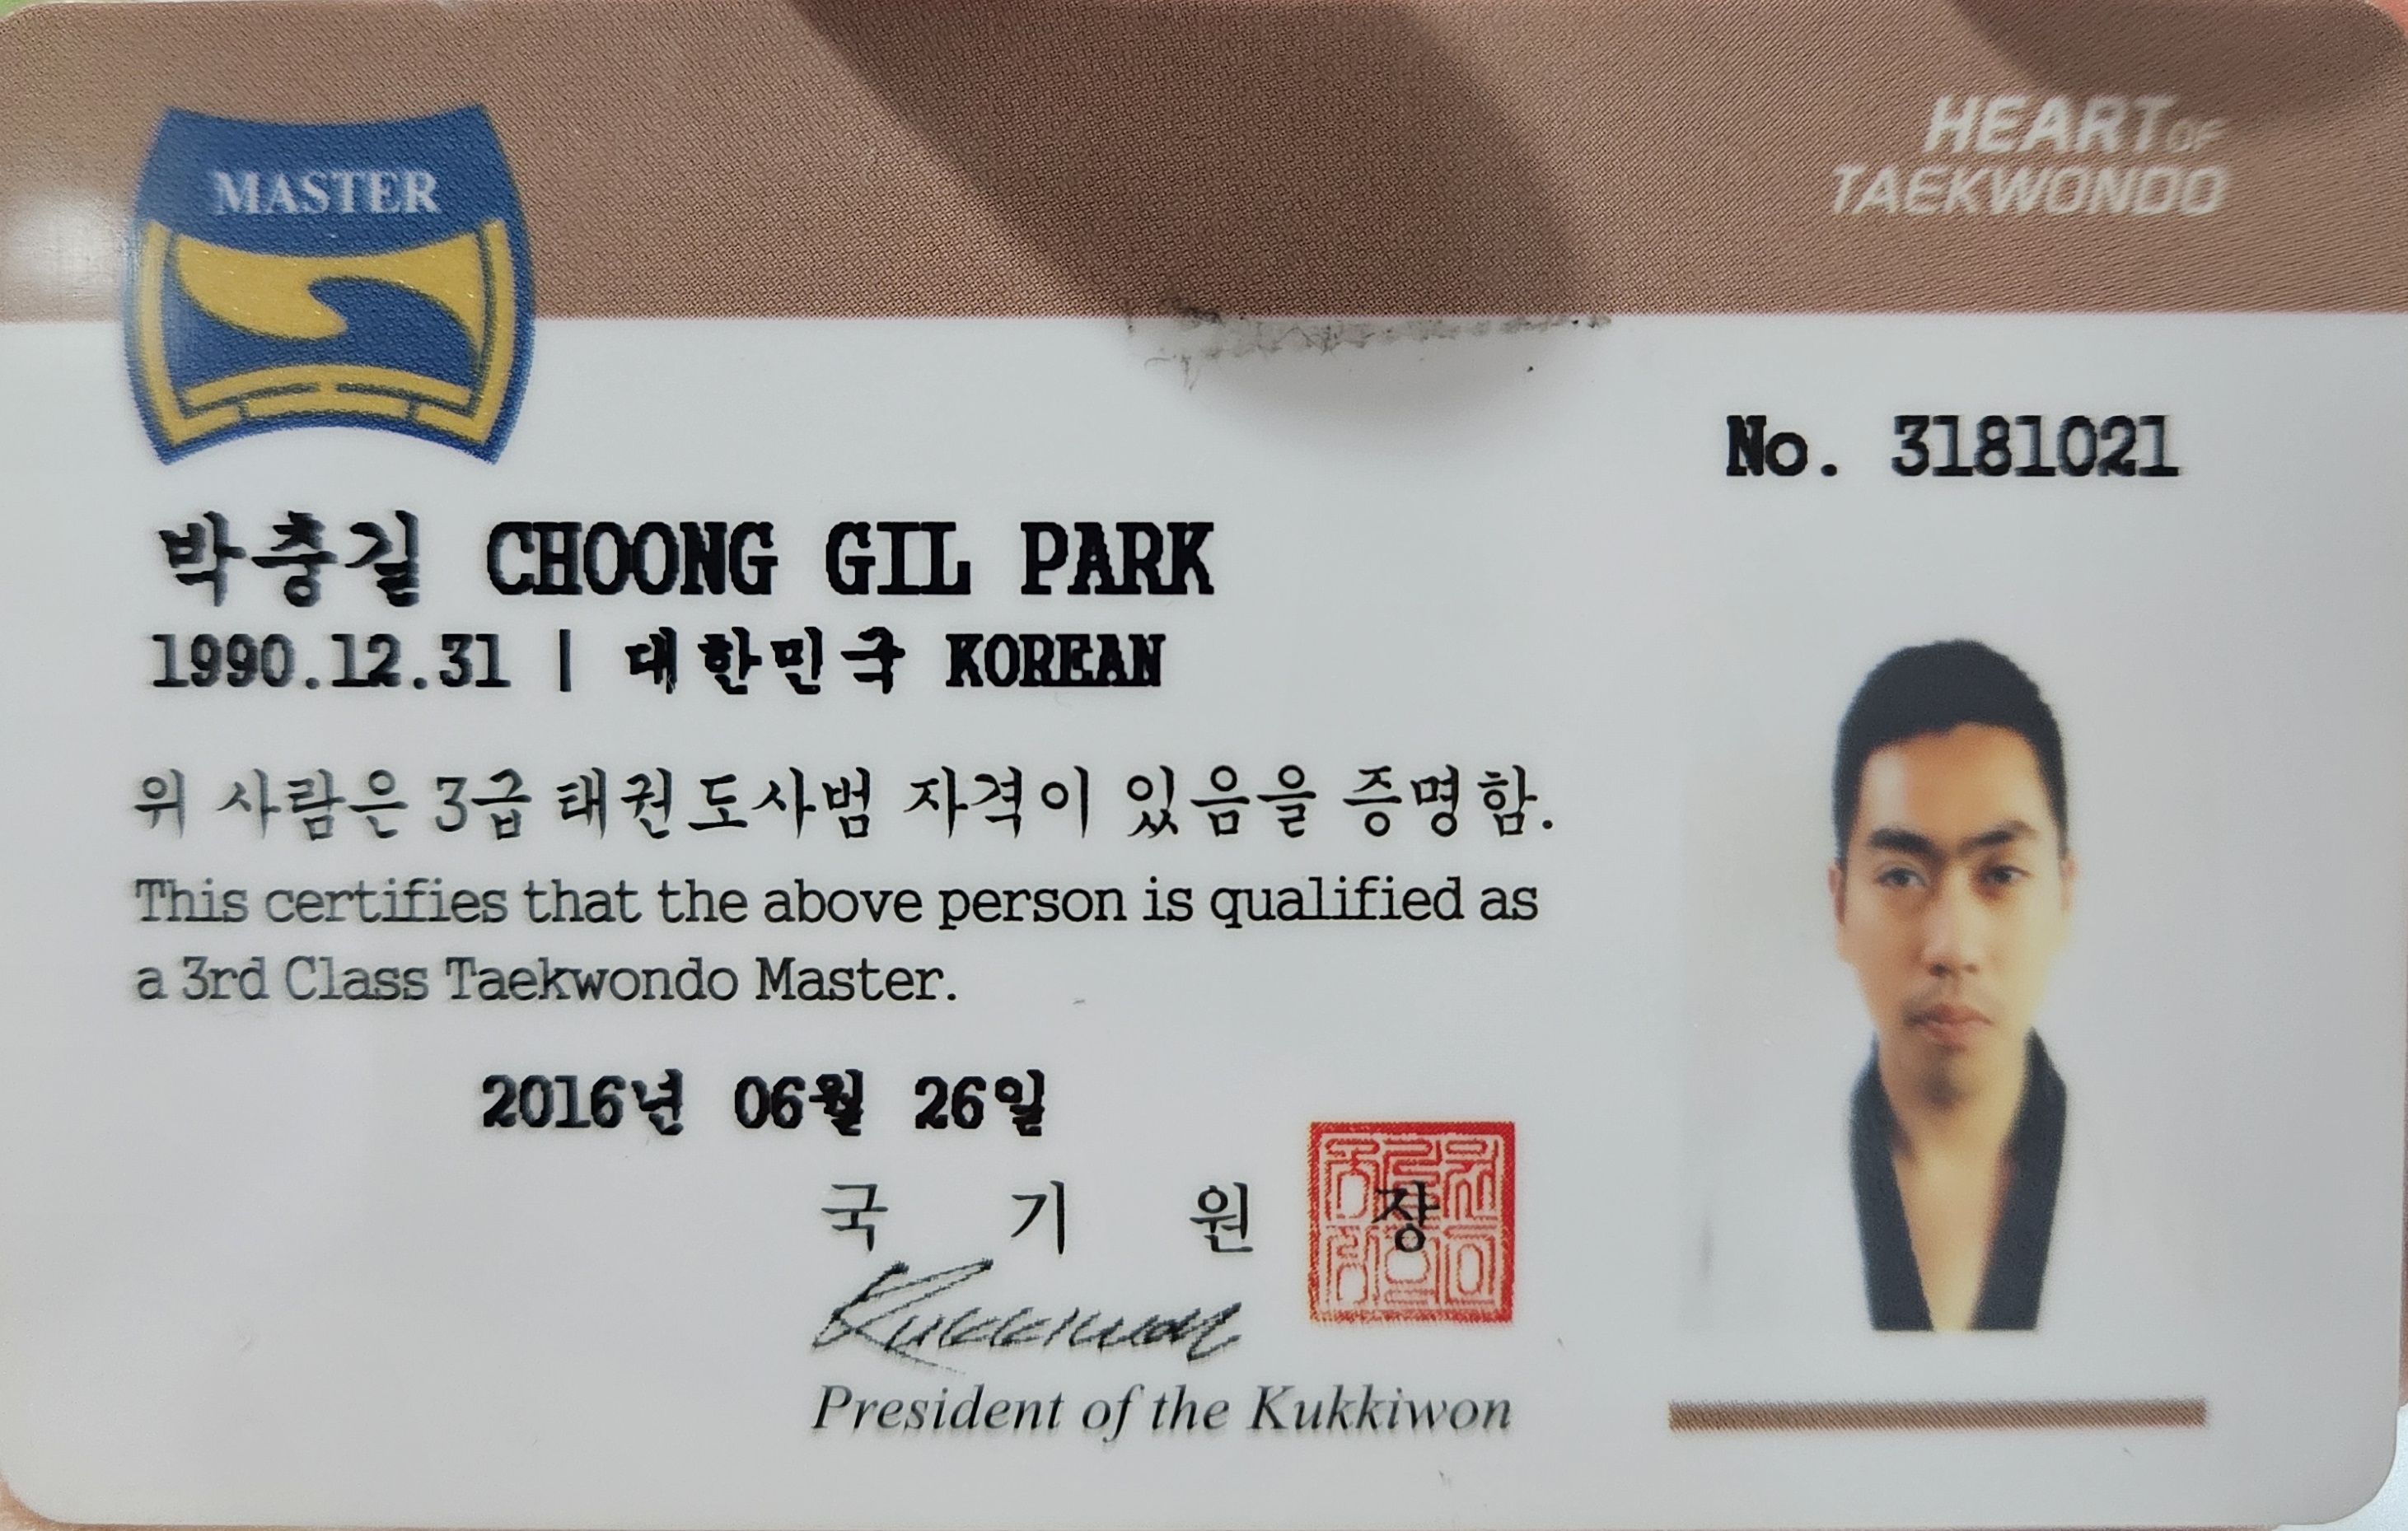 MASTER
HEART OF
TAEKWONDO
No. 3181021
박충길 CHOONG GIL PARK
1990.12.31 | 대한민국 KOREAN
위 사람은 3급 태권도사범 자격이 있음을 증명함.
This certifies that the above person is qualified as
a 3rd Class Taekwondo Master.
2016년 06월 26일
국 기 원 장
Kukkiwon
President of the Kukkiwon